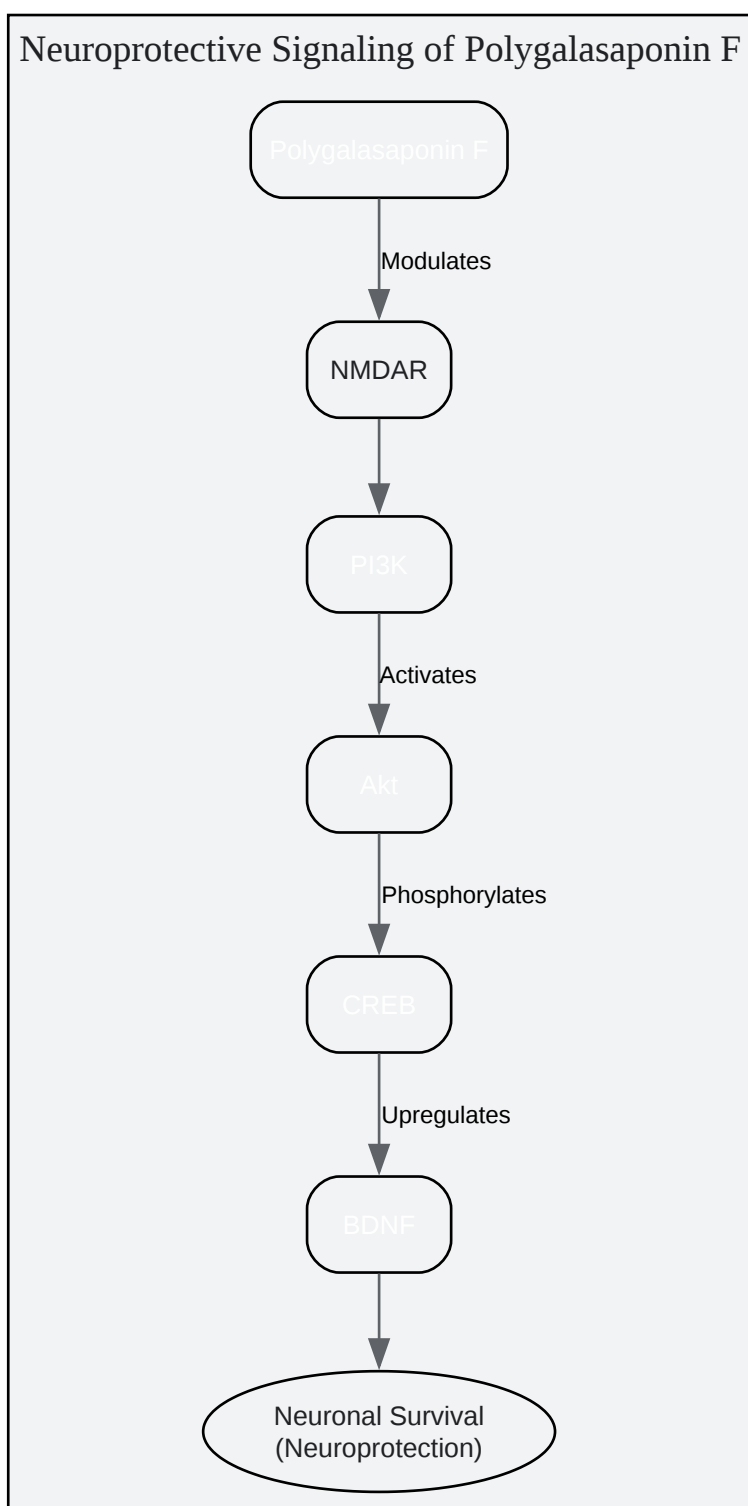 Neuroprotective Signaling of Polygalasaponin F
Polygalasaponin F
Modulates
NMDAR
PI3K
Activates
Akt
Phosphorylates
CREB
Upregulates
BDNF
Neuronal Survival
(Neuroprotection)